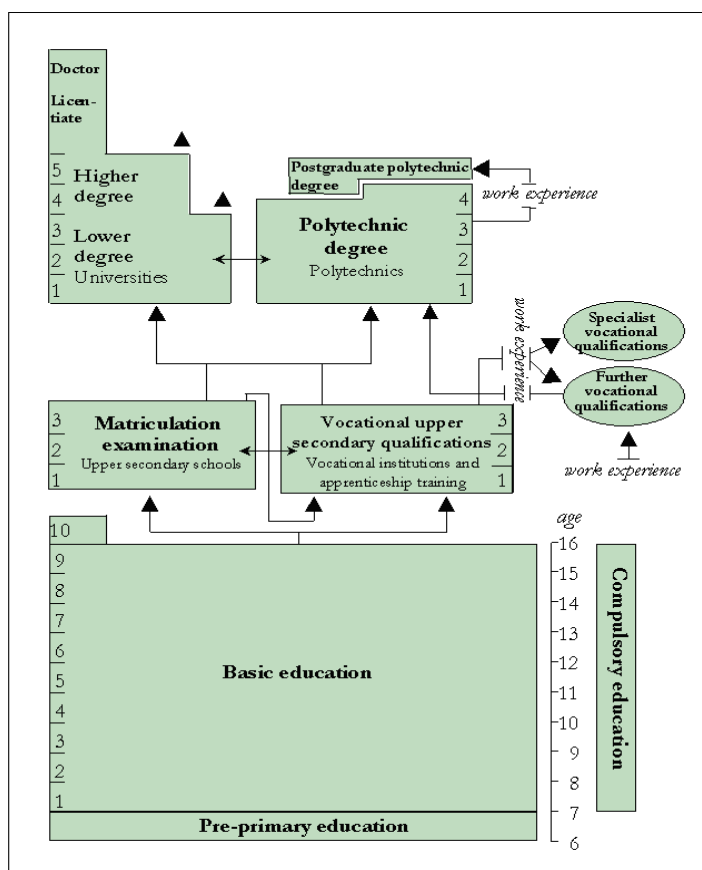 Doctor
Licen-
tiate
5
4
3
2
1
Higher
degree
Lower
degree
Universities
Postgraduate polytechnic
degree
work experience
Polytechnic
degree
Polytechnics
4
3
2
1
work experience
Specialist
vocational
qualifications
Further
vocational
qualifications
work experience
3
2
1
Matriculation
examination
Upper secondary schools
Vocational upper
secondary qualifications
Vocational institutions and
apprenticeship training
3
2
1
10
9
8
7
6
5
4
3
2
1
Basic education
Pre-primary education
age
16
15
14
13
12
11
10
9
8
7
6
Compulsory education